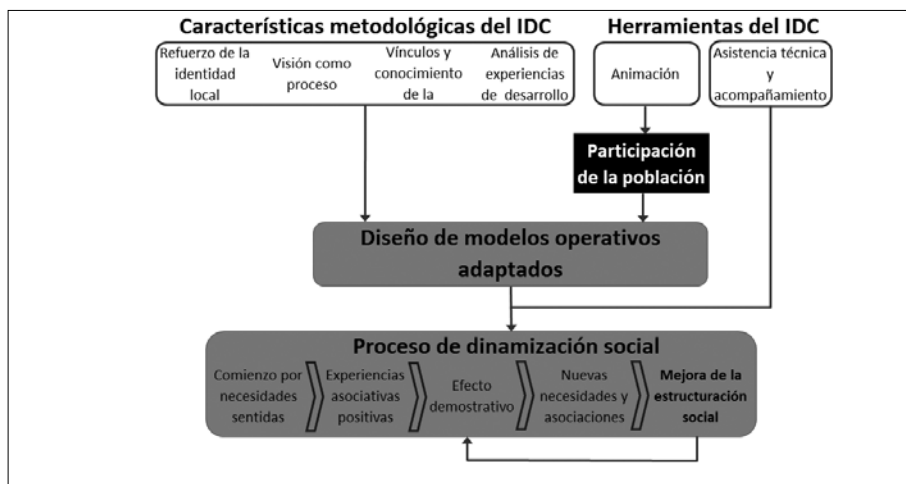 Características metodológicas del IDC
Refuerzo de la
identidad
local
Visión como
proceso
Vínculos y
conocimiento
de la
Análisis de
experiencias
de desarrollo
Herramientas del IDC
Animación
Asistencia técnica
y
acompañamiento
Participación
de la población
Diseño de modelos operativos
adaptados
Proceso de dinamización social
Comienzo por
necesidades
sentidas
Experiencias
asociativas
positivas
Efecto
demostrativo
Nuevas
necesidades y
asociaciones
Mejora de la
estructuración
social